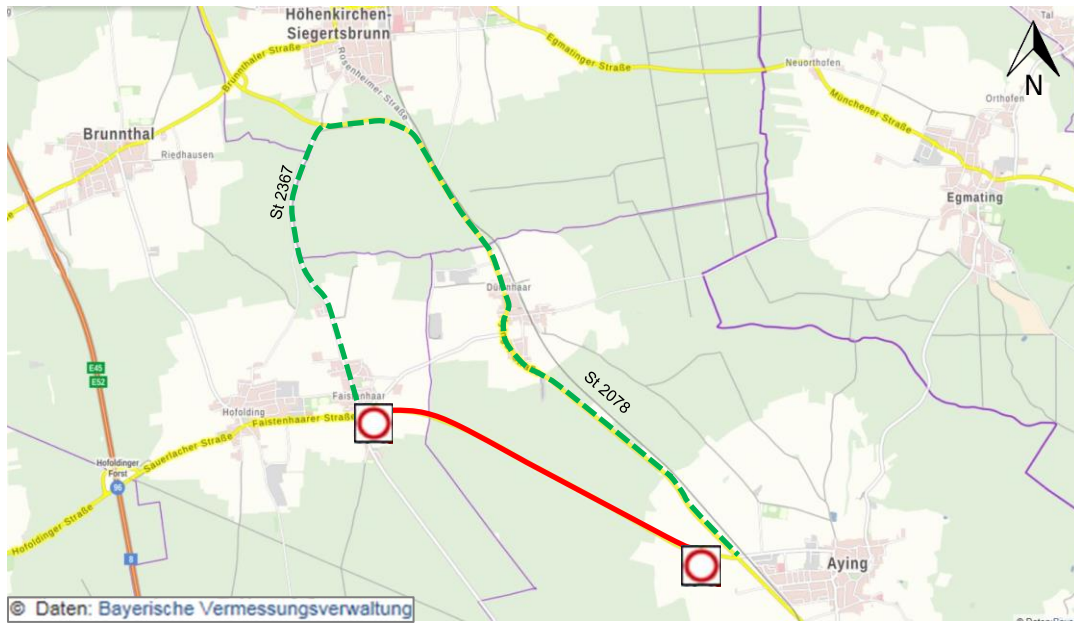 Höhenkirchen-
Siegertsbrunn
Tal
Egmatinger Straße
Neuorthofen
N
Brunnthaler Straße
Rosenheimer Straße
Münchener Straße
Orthofen
Brunnthal
Riedhausen
St 2367
Egmating
Dürrnhaar
E45
E52
St 2078
Faistenhaar
Hofolding
Faistenhaarer Straße
Sauerlacher Straße
Hofoldinger
Forst
96
Hofoldinger Straße
8
Aying
© Daten: Bayerische Vermessungsverwaltung